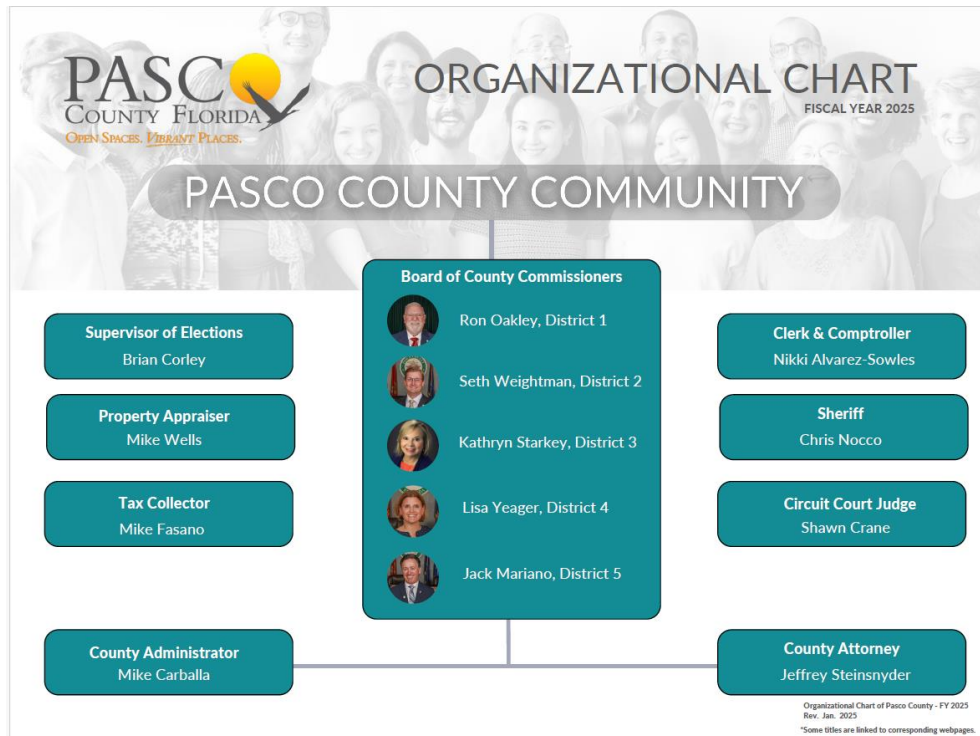 PASCO
COUNTY FLORIDA
OPEN SPACES. VIBRANT PLACES.
ORGANIZATIONAL CHART
FISCAL YEAR 2025
PASCO COUNTY COMMUNITY
Board of County Commissioners
Ron Oakley, District 1
Seth Weightman, District 2
Kathryn Starkey, District 3
Lisa Yeager, District 4
Jack Mariano, District 5
Supervisor of Elections
Brian Corley
Property Appraiser
Mike Wells
Tax Collector
Mike Fasano
Clerk & Comptroller
Nikki Alvarez-Sowles
Sheriff
Chris Nocco
Circuit Court Judge
Shawn Crane
County Administrator
Mike Carballa
County Attorney
Jeffrey Steinsnyder
Organizational Chart of Pasco County - FY 2025
Rev. Jan. 2025
*Some titles are linked to corresponding webpages